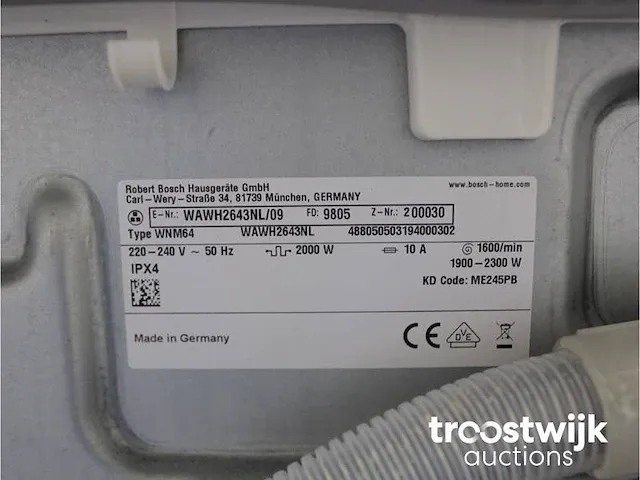 Robert Bosch Hausgeräte GmbH www.bosch-home.com
Carl-Wery-Straße 34, 81739 München, GERMANY
E-Nr.: WAWH2643NL/09 FD: 9805 Z-Nr.: 200030
Type WNM64 WAWH2643NL 488050503194000302
220-240 V ~ 50 Hz 2000 W 10 A 1600/min
1900-2300 W
IPX4 KD Code: ME245PB
Made in Germany CE DVE
troostwijk
auctions